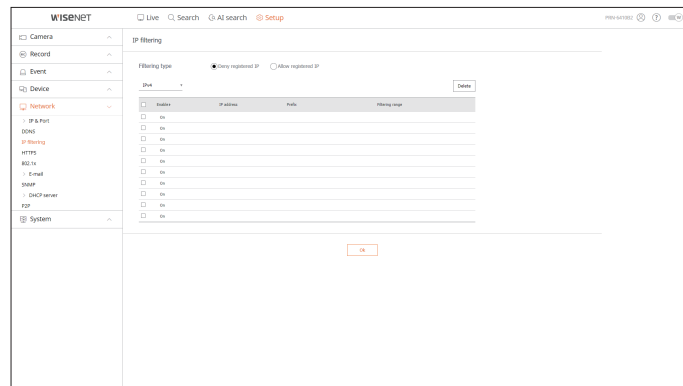 WISENET Live Search AI search Setup PRN-6410B2 ? 
Camera
Record
Event
Device
Network
> IP & Port
DDNS
IP filtering
HTTPS
802.1x
> E-mail
SNMP
> DHCP server
P2P
System
IP filtering
Filtering type Deny registered IP Allow registered IP
IPv4 Delete
Enable IP address Prefix Filtering range
On
On
On
On
On
On
On
On
On
On
Ok